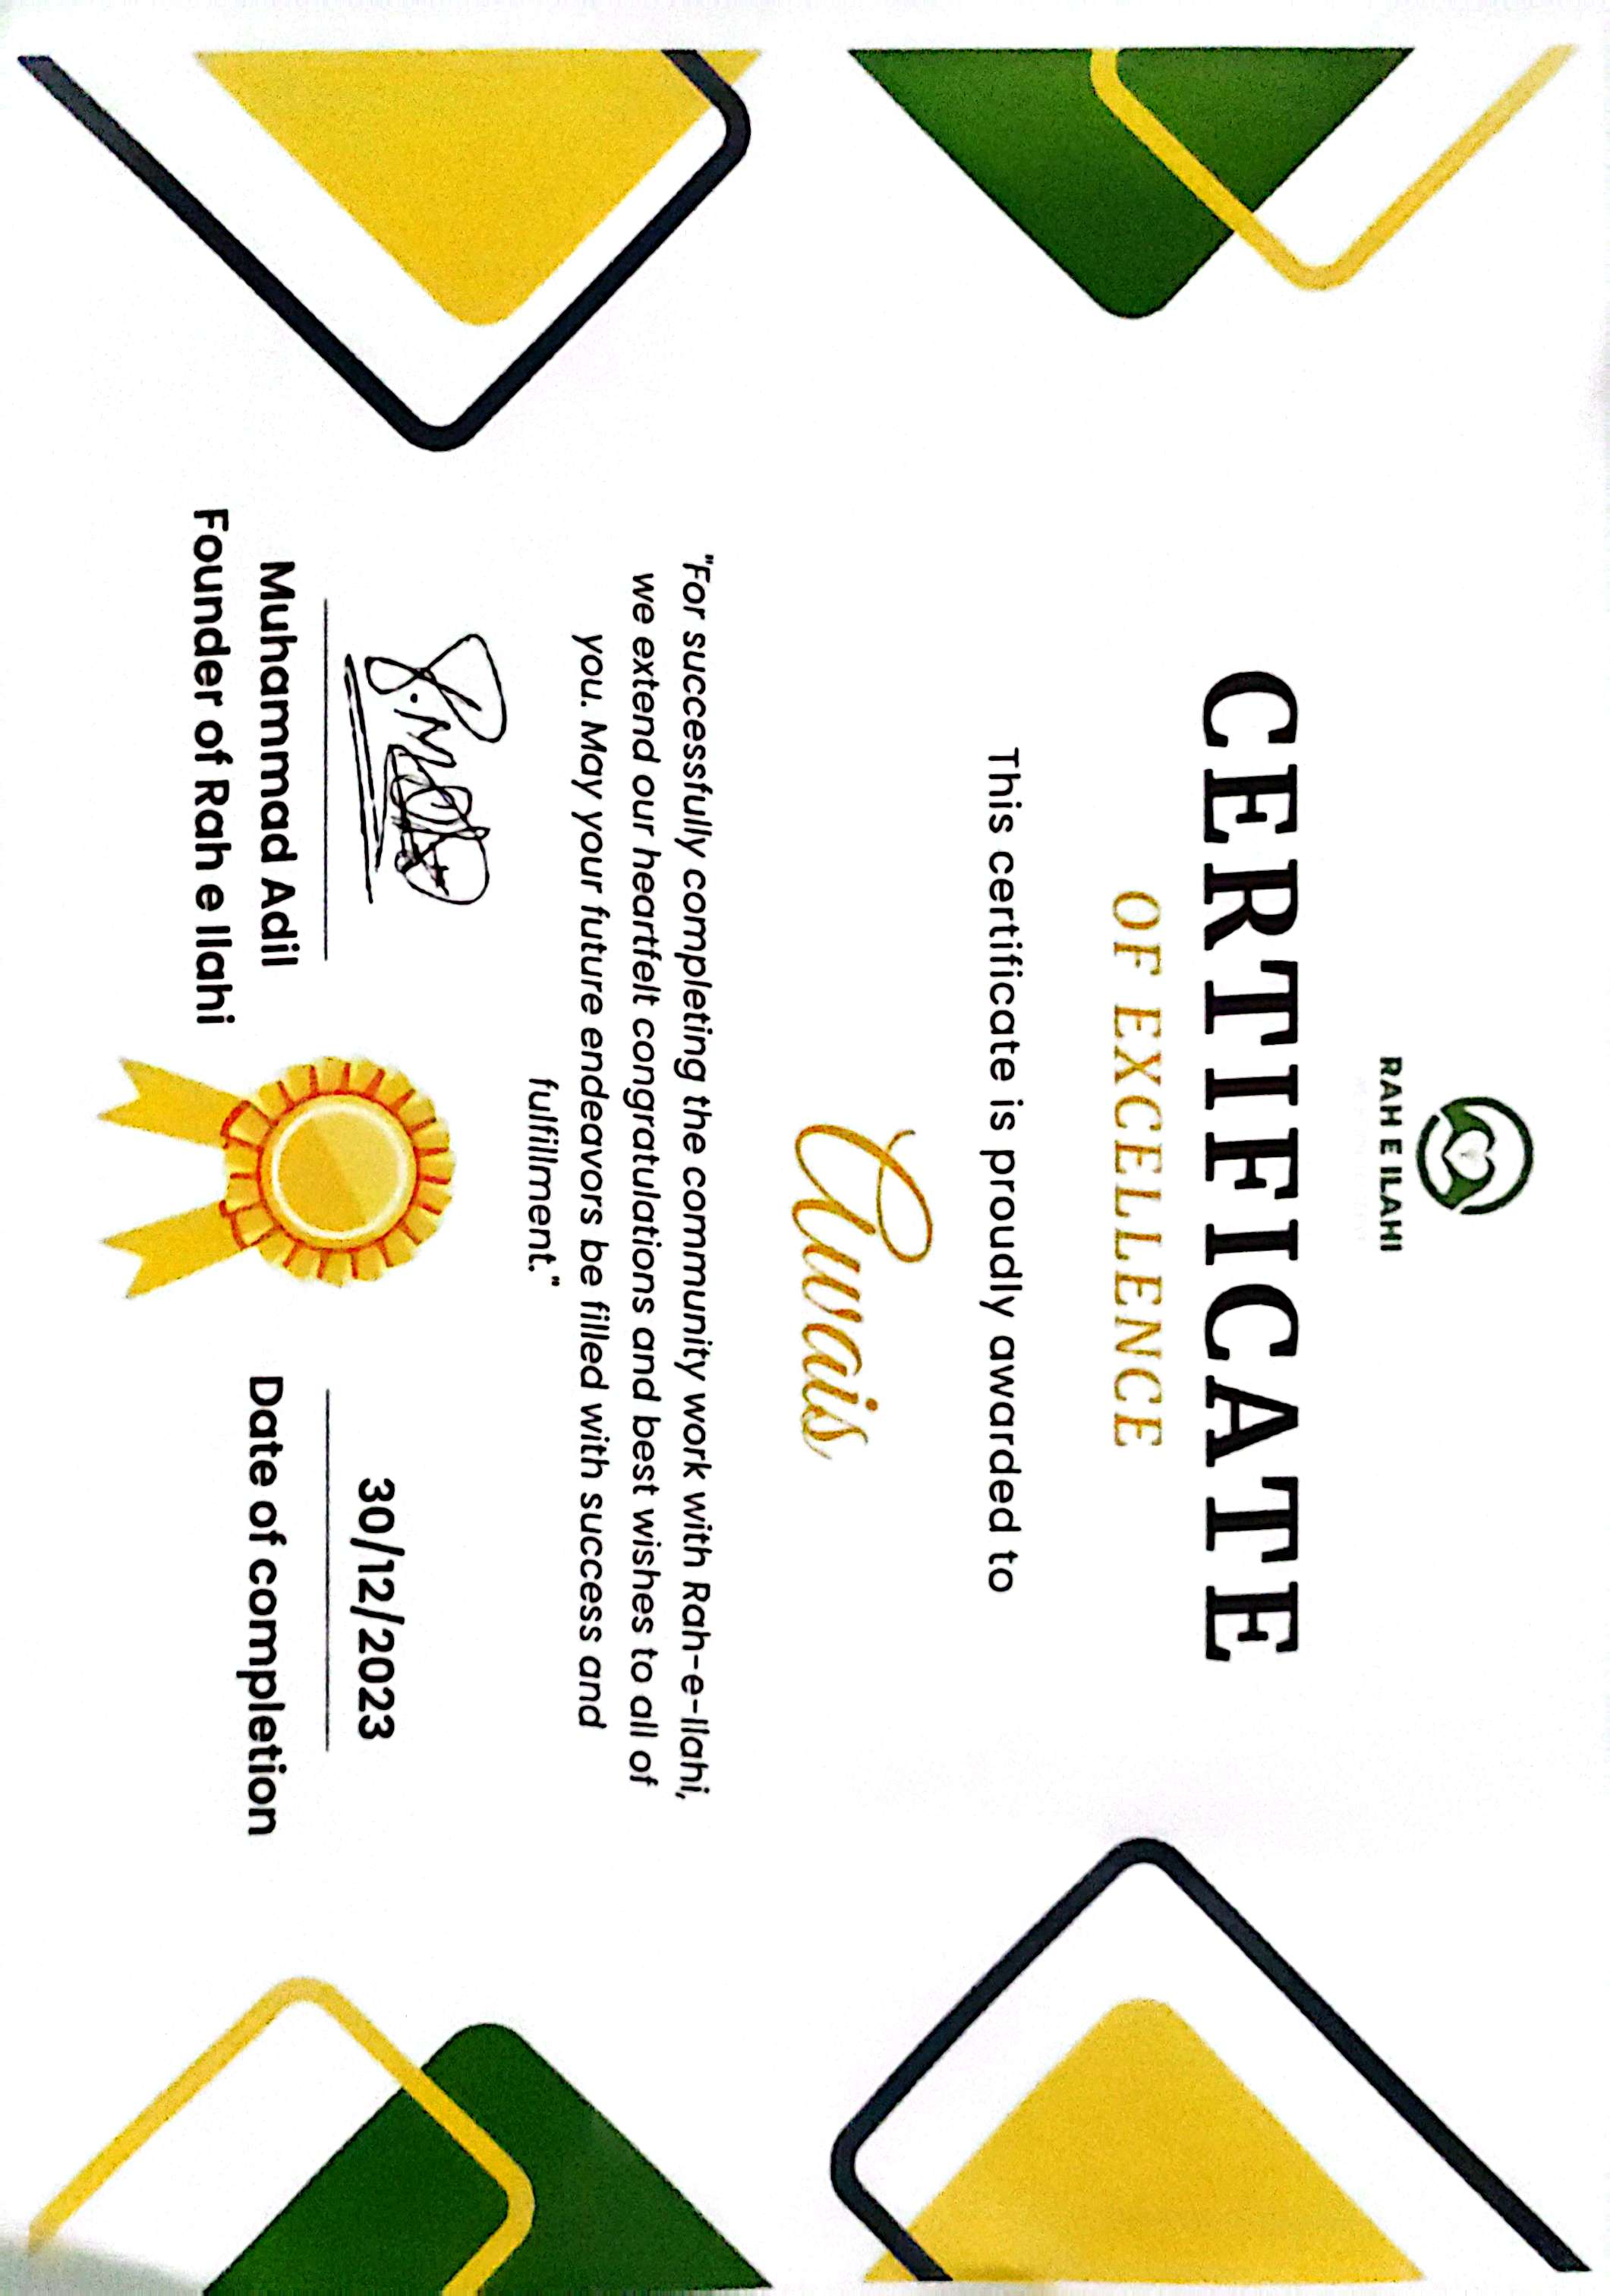 RAH E ILAHI
CERTIFICATE
OF EXCELLENCE
This certificate is proudly awarded to
Awais
"For successfully completing the community work with Rah-e-Ilahi,
we extend our heartfelt congratulations and best wishes to all of
you. May your future endeavors be filled with success and
fulfillment."
30/12/2023
Muhammad Adil
Founder of Rah e Ilahi
Date of completion